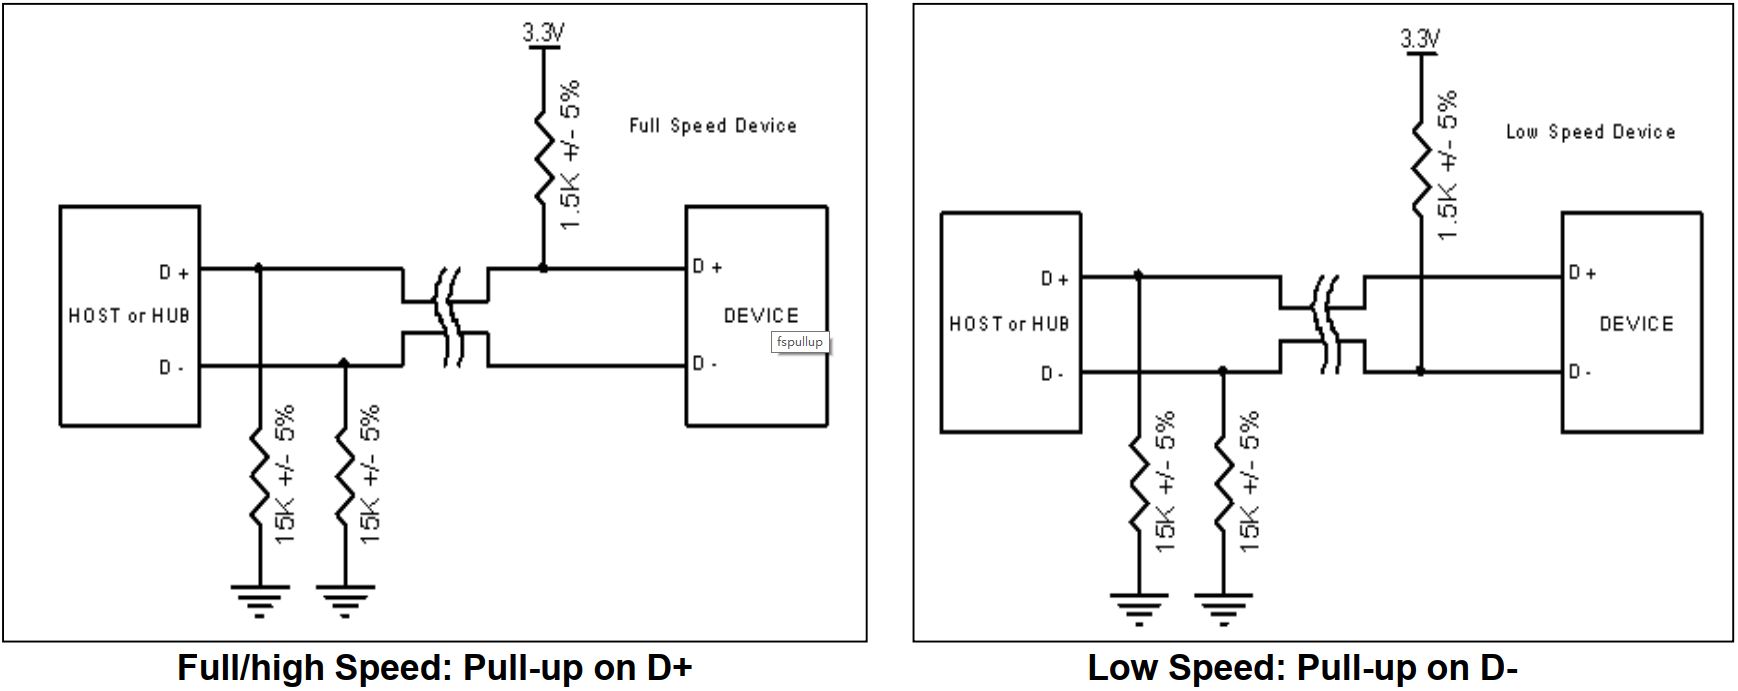 3.3V
1.5K +/- 5%
Full Speed Device
D +
HOST or HUB
D -
D +
DEVICE
fspullup
D -
15K +/- 5%
15K +/- 5%
Full/high Speed: Pull-up on D+
3.3V
1.5K +/- 5%
Low Speed Device
D +
HOST or HUB
D -
D +
DEVICE
D -
15K +/- 5%
15K +/- 5%
Low Speed: Pull-up on D-